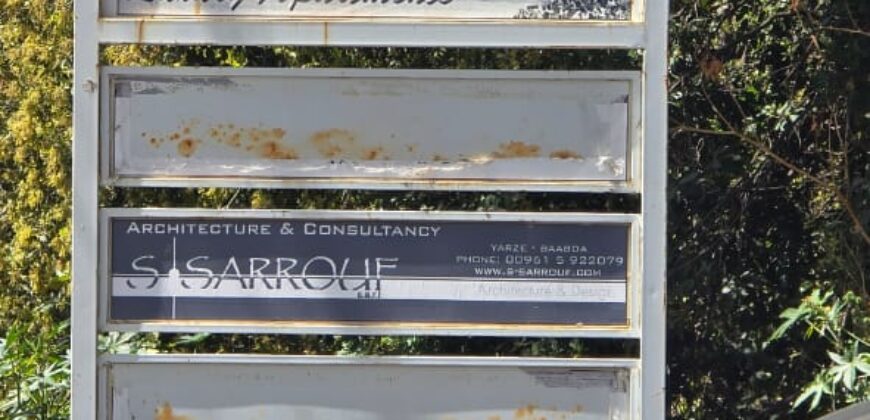 Architecture & Consultancy
S·SARROUF
s.a.r.l
YARZE - BAABDA
PHONE: 00961 5 922079
www.s-sarrouf.com
Architecture & Design